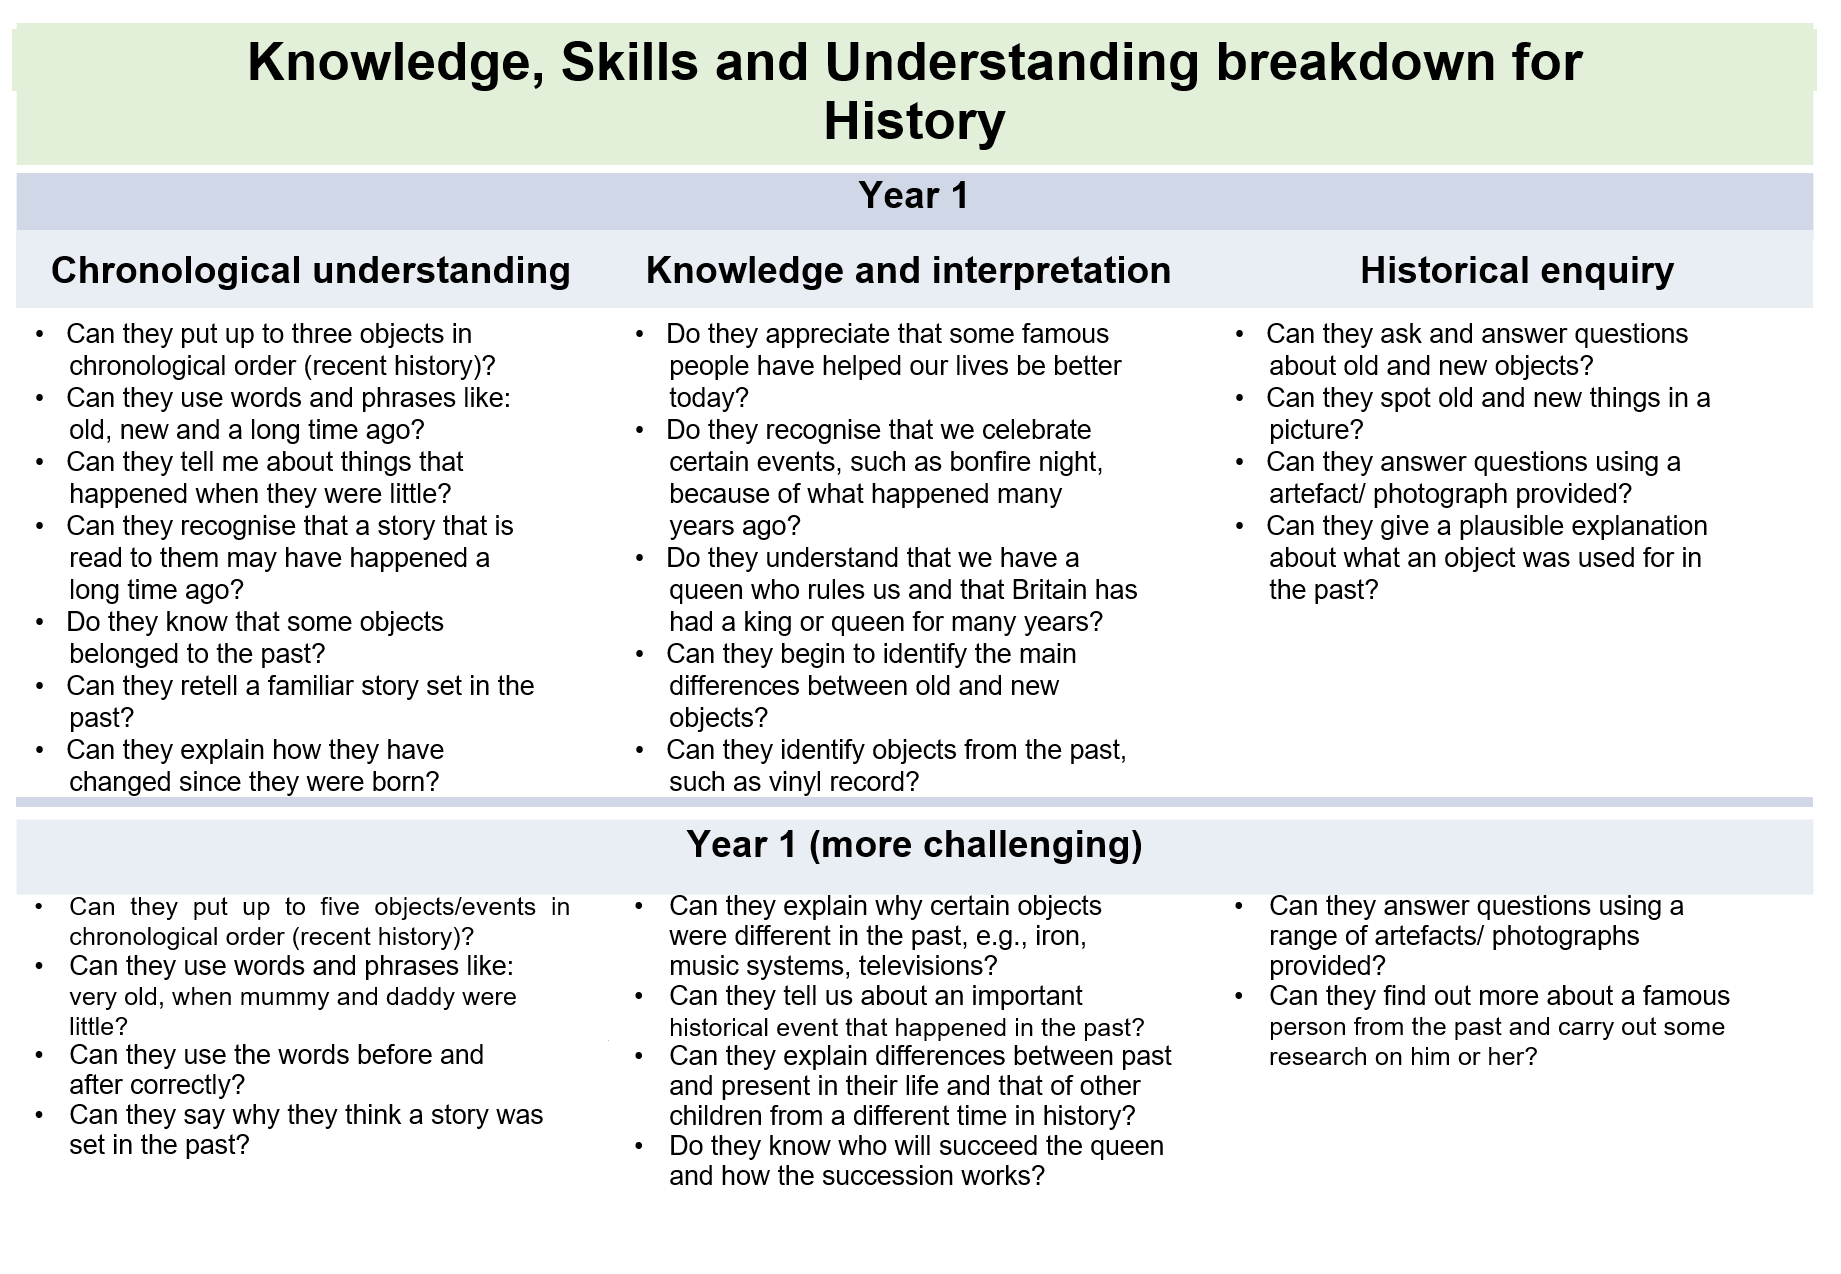 Knowledge, Skills and Understanding breakdown for
History
Year 1
Chronological understanding
• Can they put up to three objects in
chronological order (recent history)?
• Can they use words and phrases like:
old, new and a long time ago?
• Can they tell me about things that
happened when they were little?
• Can they recognise that a story that is
read to them may have happened a
long time ago?
• Do they know that some objects
belonged to the past?
• Can they retell a familiar story set in the
past?
• Can they explain how they have
changed since they were born?
Knowledge and interpretation
• Do they appreciate that some famous
people have helped our lives be better
today?
• Do they recognise that we celebrate
certain events, such as bonfire night,
because of what happened many
years ago?
• Do they understand that we have a
queen who rules us and that Britain has
had a king or queen for many years?
• Can they begin to identify the main
differences between old and new
objects?
• Can they identify objects from the past,
such as vinyl record?
Historical enquiry
• Can they ask and answer questions
about old and new objects?
• Can they spot old and new things in a
picture?
• Can they answer questions using a
artefact/ photograph provided?
• Can they give a plausible explanation
about what an object was used for in
the past?
Year 1 (more challenging)
• Can they put up to five objects/events in
chronological order (recent history)?
• Can they use words and phrases like:
very old, when mummy and daddy were
little?
• Can they use the words before and
after correctly?
• Can they say why they think a story was
set in the past?
• Can they explain why certain objects
were different in the past, e.g., iron,
music systems, televisions?
• Can they tell us about an important
historical event that happened in the past?
• Can they explain differences between past
and present in their life and that of other
children from a different time in history?
• Do they know who will succeed the queen
and how the succession works?
• Can they answer questions using a
range of artefacts/ photographs
provided?
• Can they find out more about a famous
person from the past and carry out some
research on him or her?